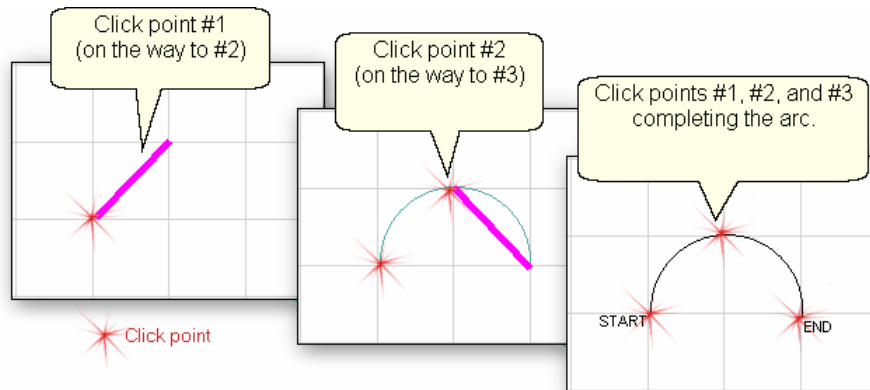 Click point #1
(on the way to #2)
Click point #2
(on the way to #3)
Click points #1, #2, and #3
completing the arc.
START
END
Click point